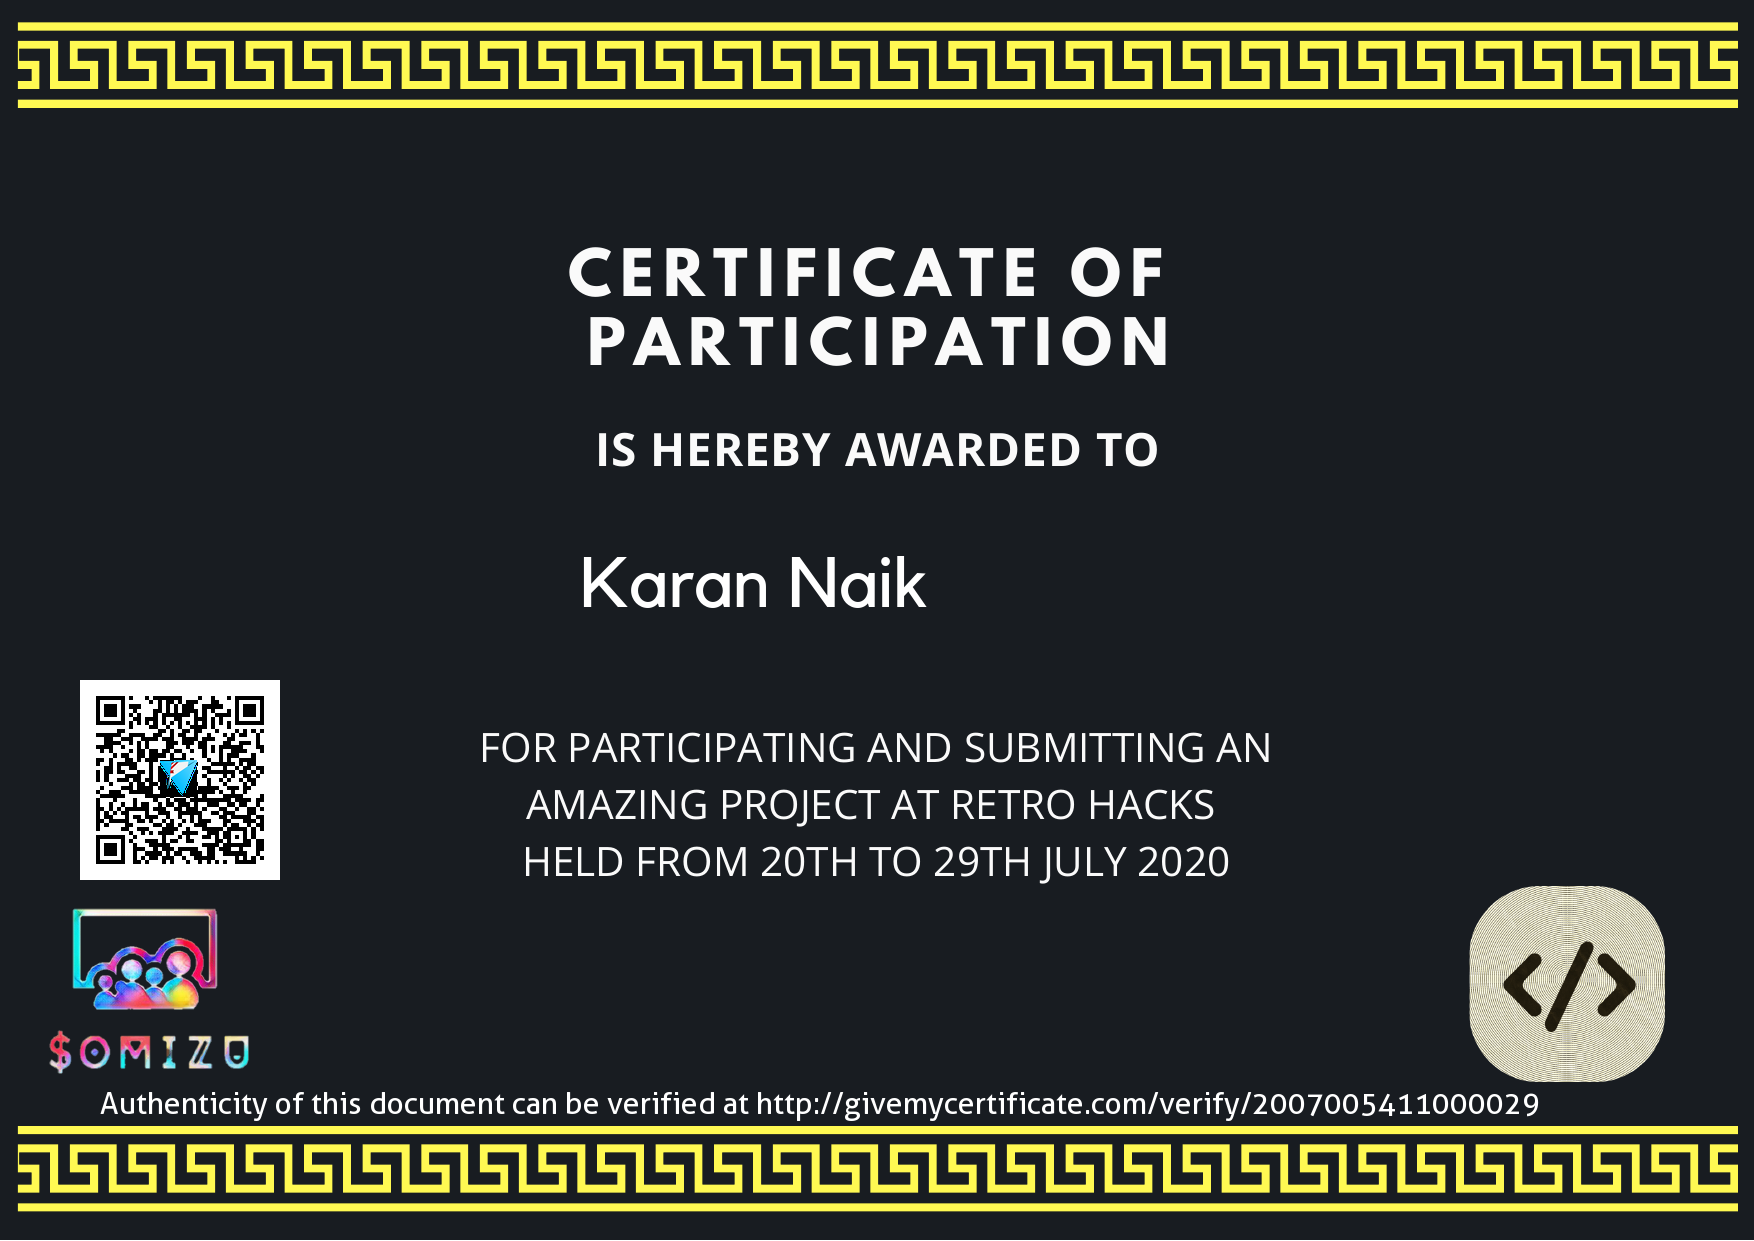 CERTIFICATE OF
PARTICIPATION
IS HEREBY AWARDED TO
Karan Naik
FOR PARTICIPATING AND SUBMITTING AN
AMAZING PROJECT AT RETRO HACKS
HELD FROM 20TH TO 29TH JULY 2020
</>
$OMIZU
Authenticity of this document can be verified at http://givemycertificate.com/verify/2007005411000029